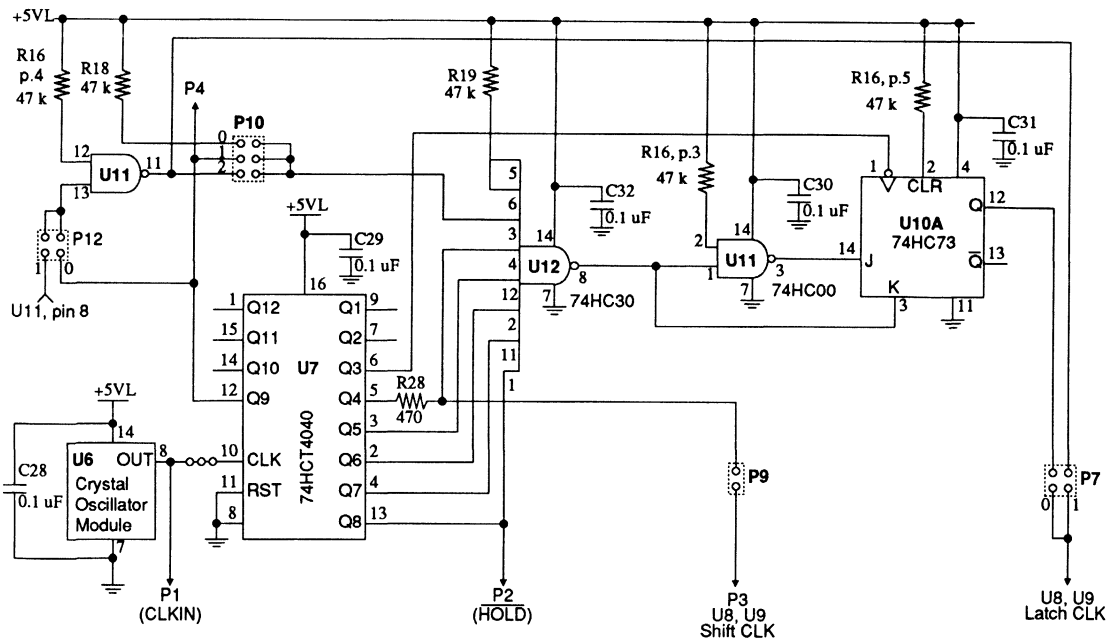 +5VL
R16
p.4
47 k
R18
47 k
P4
P10
0
1
2
12
13
U11
11
P12
1
0
U11, pin 8
R19
47 k
5
6
3
4
12
2
11
1
14
U12
8
7
74HC30
C32
0.1 uF
R16, p.3
47 k
2
1
14
U11
3
7
74HC00
C30
0.1 uF
R16, p.5
47 k
C31
0.1 uF
1
2
4
CLR
U10A
74HC73
14
J
K
Q
12
Q
13
3
11
+5VL
C29
0.1 uF
16
1
Q12
Q1
9
15
Q11
Q2
7
14
Q10
U7
Q3
6
12
Q9
Q4
5
R28
470
Q5
3
10
CLK
74HCT4040
Q6
2
11
RST
Q7
4
8
Q8
13
+5VL
14
C28
0.1 uF
U6
OUT
8
Crystal
Oscillator
Module
7
P1
(CLKIN)
P2
(HOLD)
P9
P3
U8, U9
Shift CLK
P7
0
1
U8, U9
Latch CLK